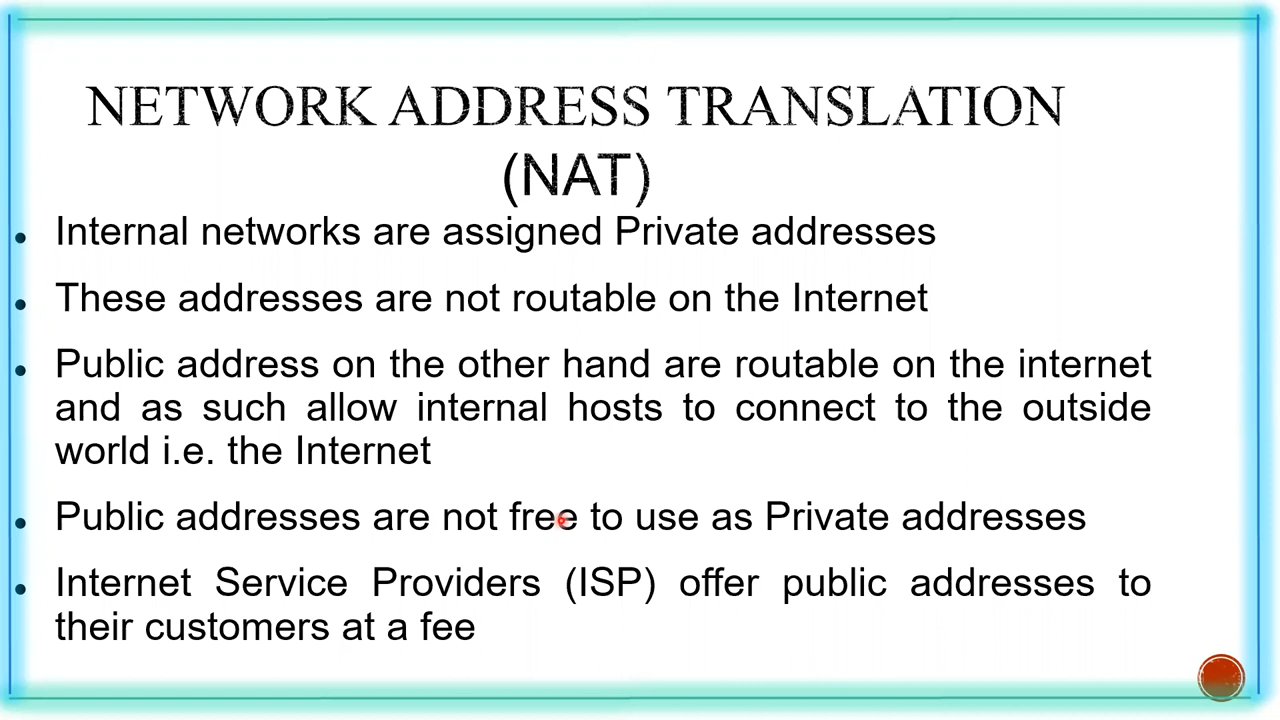 NETWORK ADDRESS TRANSLATION
(NAT)
• Internal networks are assigned Private addresses
• These addresses are not routable on the Internet
• Public address on the other hand are routable on the internet
and as such allow internal hosts to connect to the outside
world i.e. the Internet
• Public addresses are not free to use as Private addresses
• Internet Service Providers (ISP) offer public addresses to
their customers at a fee